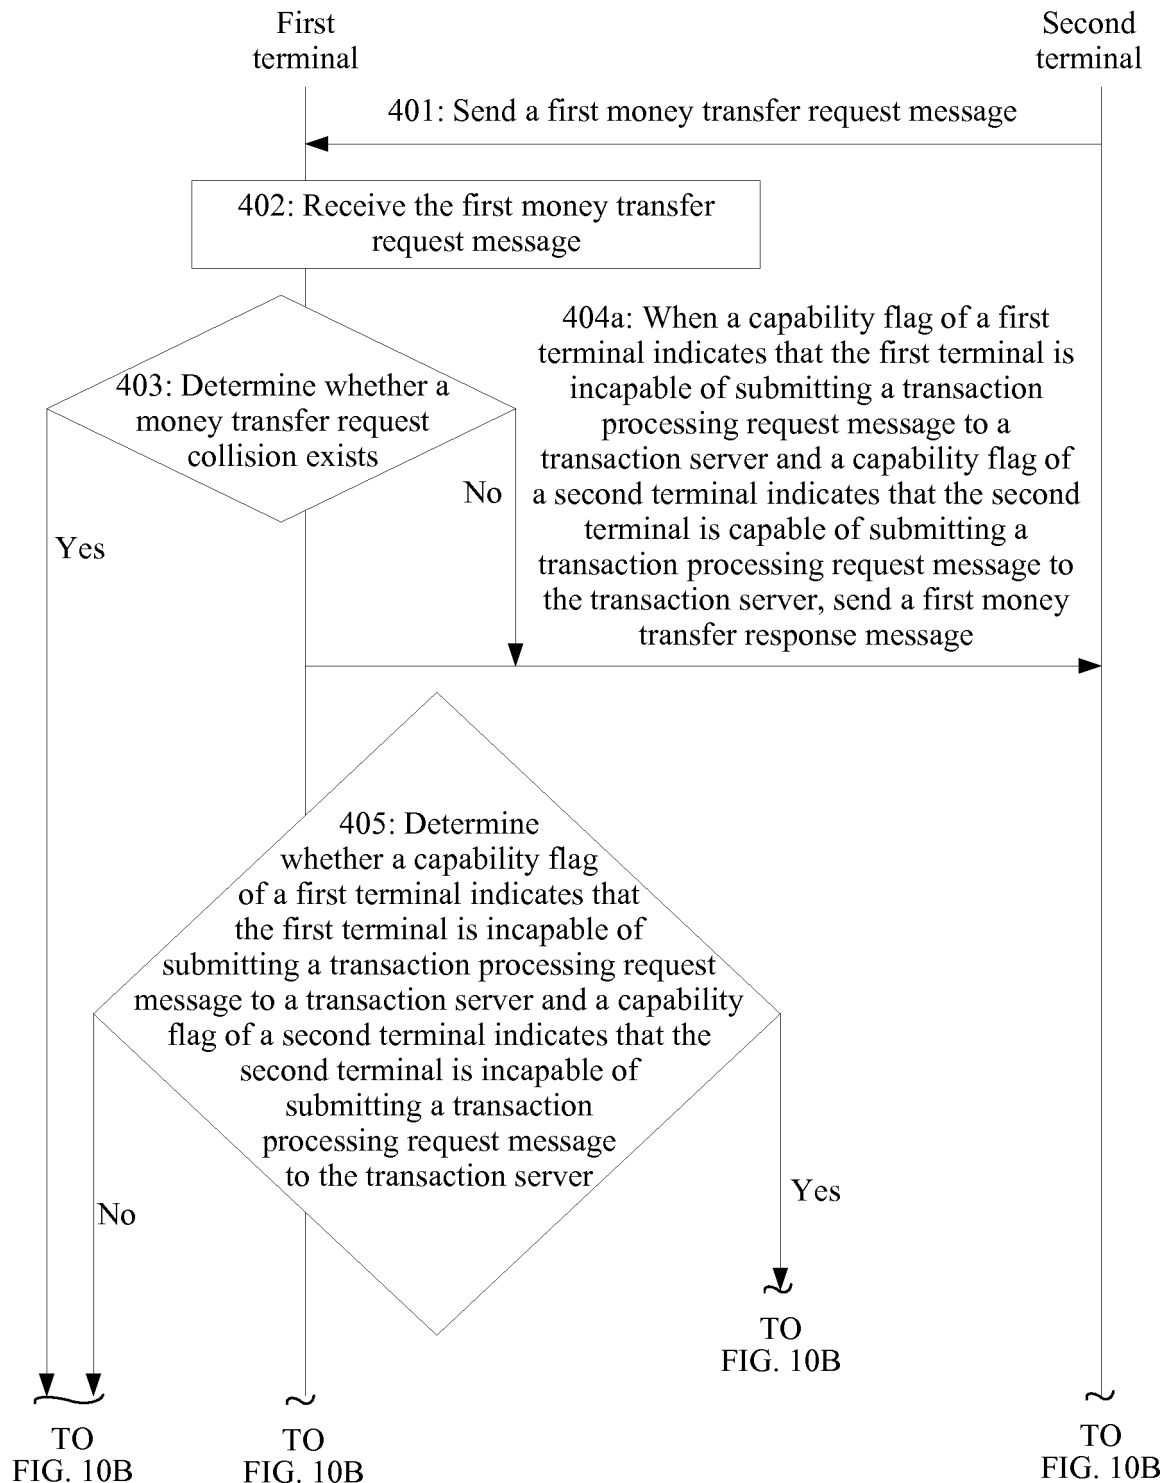 First
terminal
Second
terminal
401: Send a first money transfer request message
402: Receive the first money transfer
request message
403: Determine whether a
money transfer request
collision exists
Yes
No
404a: When a capability flag of a first
terminal indicates that the first terminal is
incapable of submitting a transaction
processing request message to a
transaction server and a capability flag of
a second terminal indicates that the second
terminal is capable of submitting a
transaction processing request message to
the transaction server, send a first money
transfer response message
405: Determine
whether a capability flag
of a first terminal indicates that
the first terminal is incapable of
submitting a transaction processing request
message to a transaction server and a capability
flag of a second terminal indicates that the
second terminal is incapable of
submitting a transaction
processing request message
to the transaction server
No
Yes
TO
FIG. 10B
TO
FIG. 10B
TO
FIG. 10B
TO
FIG. 10B